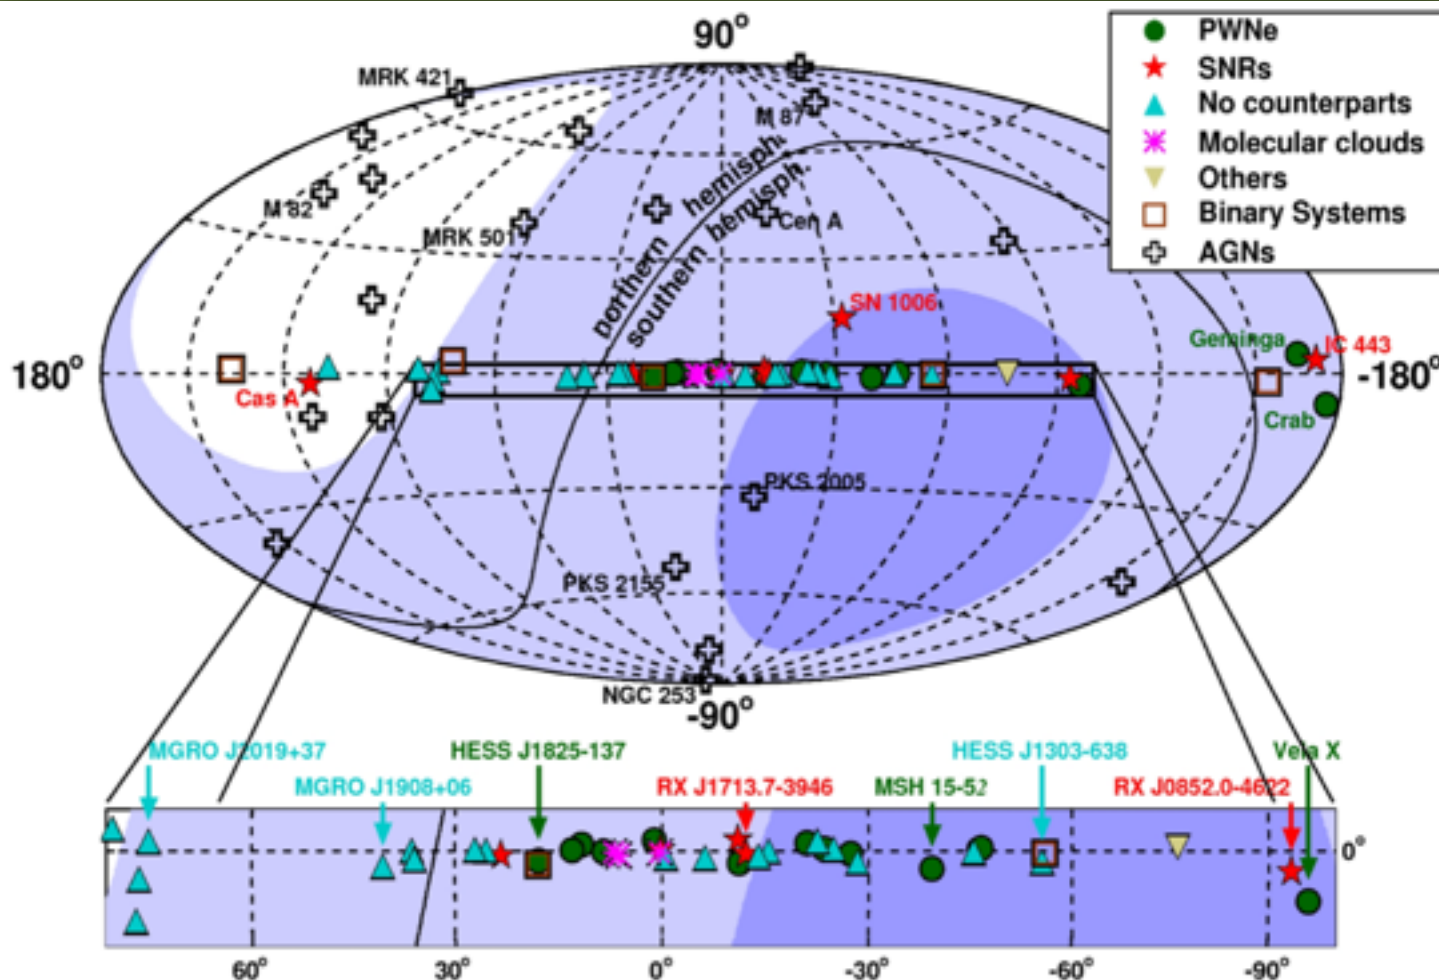 90°
PWNe
SNRs
No counterparts
Molecular clouds
Others
Binary Systems
AGNs
MRK 421
M 87
M 82
MRK 501
northern hemisph.
southern hemisph.
Cen A
SN 1006
Geminga
IC 443
180°
-180°
Cas A
Crab
PKS 2005
PKS 2155
NGC 253
-90°
MGRO J2019+37
HESS J1825-137
HESS J1303-638
Vela X
MGRO J1908+06
RX J1713.7-3946
MSH 15-52
RX J0852.0-4622
0°
60°
30°
0°
-30°
-60°
-90°